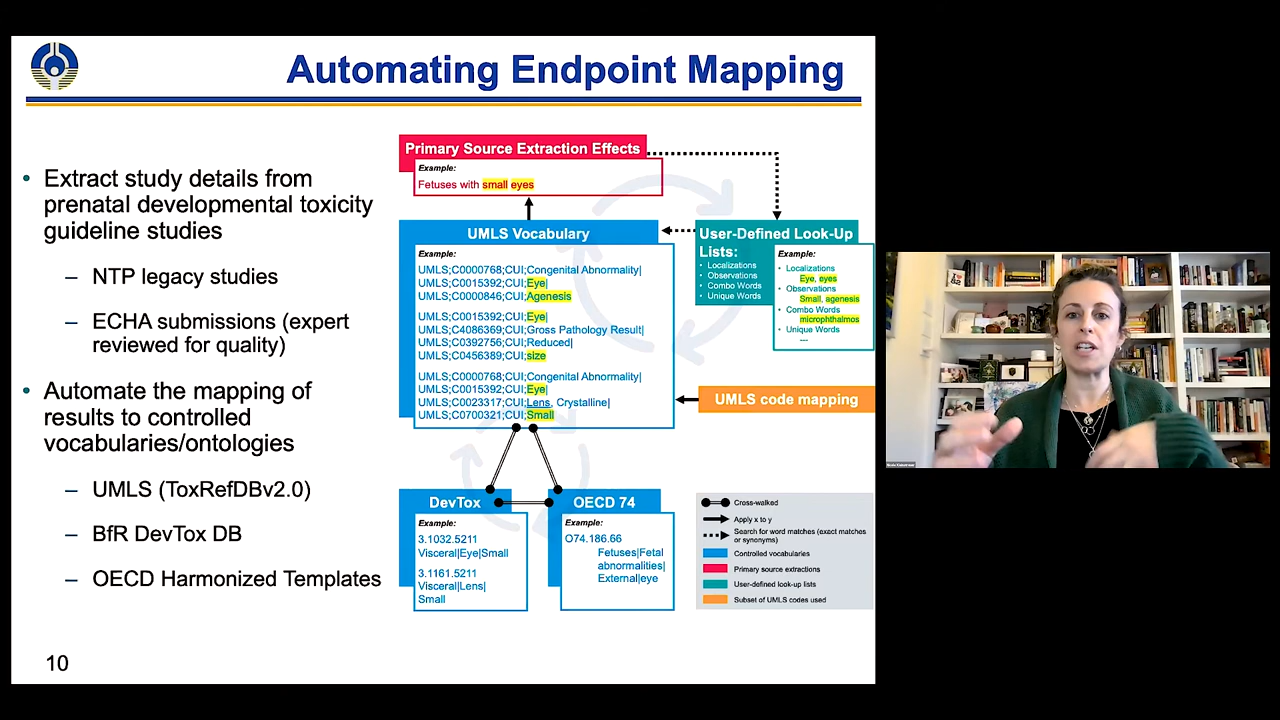 Automating Endpoint Mapping
• Extract study details from
prenatal developmental toxicity
guideline studies
– NTP legacy studies
– ECHA submissions (expert
reviewed for quality)
• Automate the mapping of
results to controlled
vocabularies/ontologies
– UMLS (ToxRefDBv2.0)
– BfR DevTox DB
– OECD Harmonized Templates
10
Primary Source Extraction Effects
Example:
Fetuses with small eyes
UMLS Vocabulary
Example:
UMLS;C0000768;CUI;Congenital Abnormality|
UMLS;C0015392;CUI;Eye|
UMLS;C0000846;CUI;Agenesis
UMLS;C0015392;CUI;Eye|
UMLS;C4086369;CUI;Gross Pathology Result|
UMLS;C0392756;CUI;Reduced|
UMLS;C0456389;CUI;size
UMLS;C0000768;CUI;Congenital Abnormality|
UMLS;C0015392;CUI;Eye|
UMLS;C0023317;CUI;Lens, Crystalline|
UMLS;C0700321;CUI;Small
User-Defined Look-Up
Lists:
• Localizations
• Observations
• Combo Words
• Unique Words
Example:
• Localizations
Eye, eyes
• Observations
Small, agenesis
• Combo Words
microphthalmos
• Unique Words
---
UMLS code mapping
DevTox
Example:
3.1032.5211
Visceral|Eye|Small
3.1161.5211
Visceral|Lens|
Small
OECD 74
Example:
O74.186.66
Fetuses|Fetal
abnormalities|
External|eye
Cross-walked
Apply x to y
Search for word matches (exact matches
or synonyms)
Controlled vocabularies
Primary source extractions
User-defined look-up lists
Subset of UMLS codes used